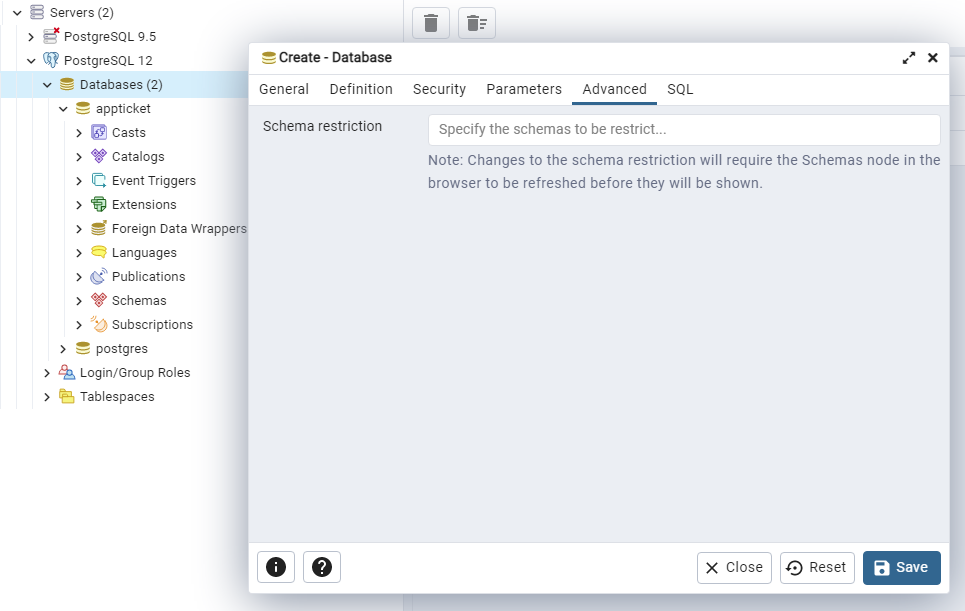 Servers (2)
PostgreSQL 9.5
PostgreSQL 12
Databases (2)
appticket
Casts
Catalogs
Event Triggers
Extensions
Foreign Data Wrappers
Languages
Publications
Schemas
Subscriptions
postgres
Login/Group Roles
Tablespaces
Create - Database
General Definition Security Parameters Advanced SQL
Schema restriction
Specify the schemas to be restrict...
Note: Changes to the schema restriction will require the Schemas node in the
browser to be refreshed before they will be shown.
Close Reset Save